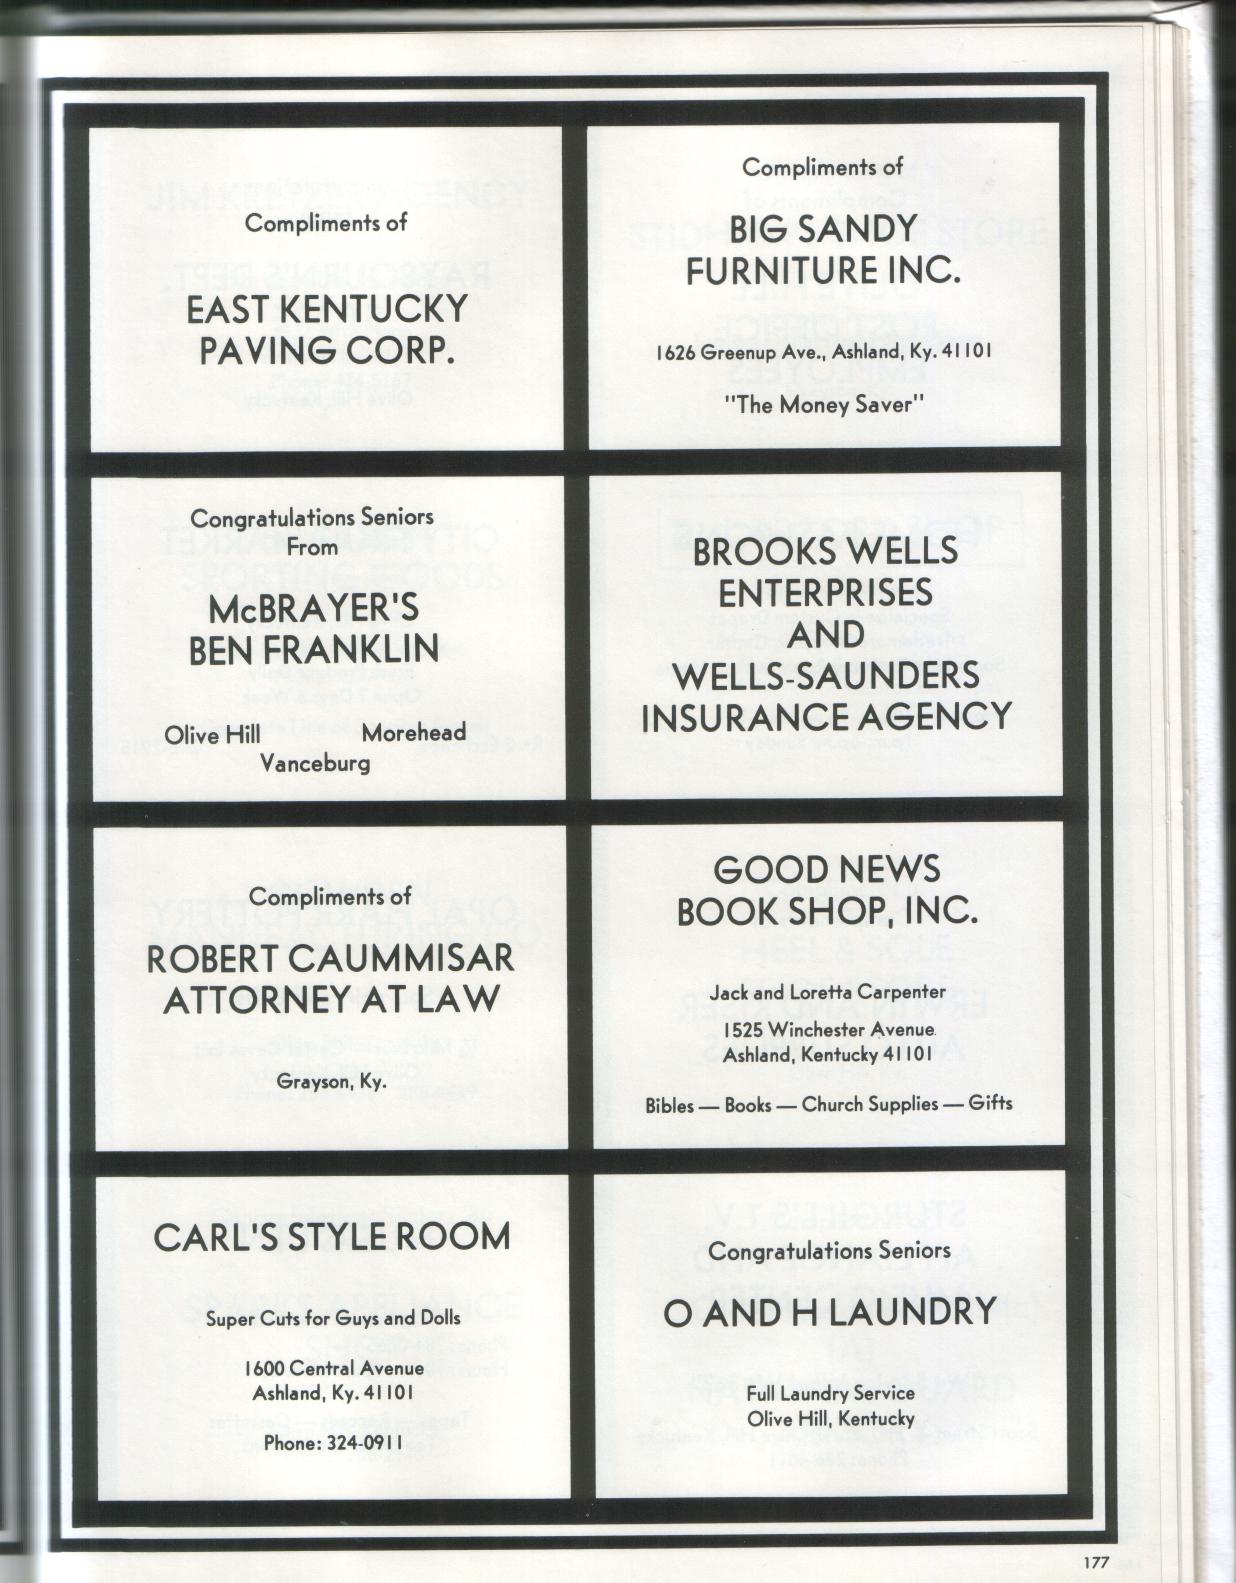 Compliments of
EAST KENTUCKY
PAVING CORP.
Compliments of
BIG SANDY
FURNITURE INC.
1626 Greenup Ave., Ashland, Ky. 41101
"The Money Saver"
Congratulations Seniors
From
McBRAYER'S
BEN FRANKLIN
Olive Hill Morehead
Vanceburg
BROOKS WELLS
ENTERPRISES
AND
WELLS-SAUNDERS
INSURANCE AGENCY
Compliments of
ROBERT CAUMMISAR
ATTORNEY AT LAW
Grayson, Ky.
GOOD NEWS
BOOK SHOP, INC.
Jack and Loretta Carpenter
1525 Winchester Avenue
Ashland, Kentucky 41101
Bibles — Books — Church Supplies — Gifts
CARL'S STYLE ROOM
Super Cuts for Guys and Dolls
1600 Central Avenue
Ashland, Ky. 41101
Phone: 324-0911
Congratulations Seniors
O AND H LAUNDRY
Full Laundry Service
Olive Hill, Kentucky
177